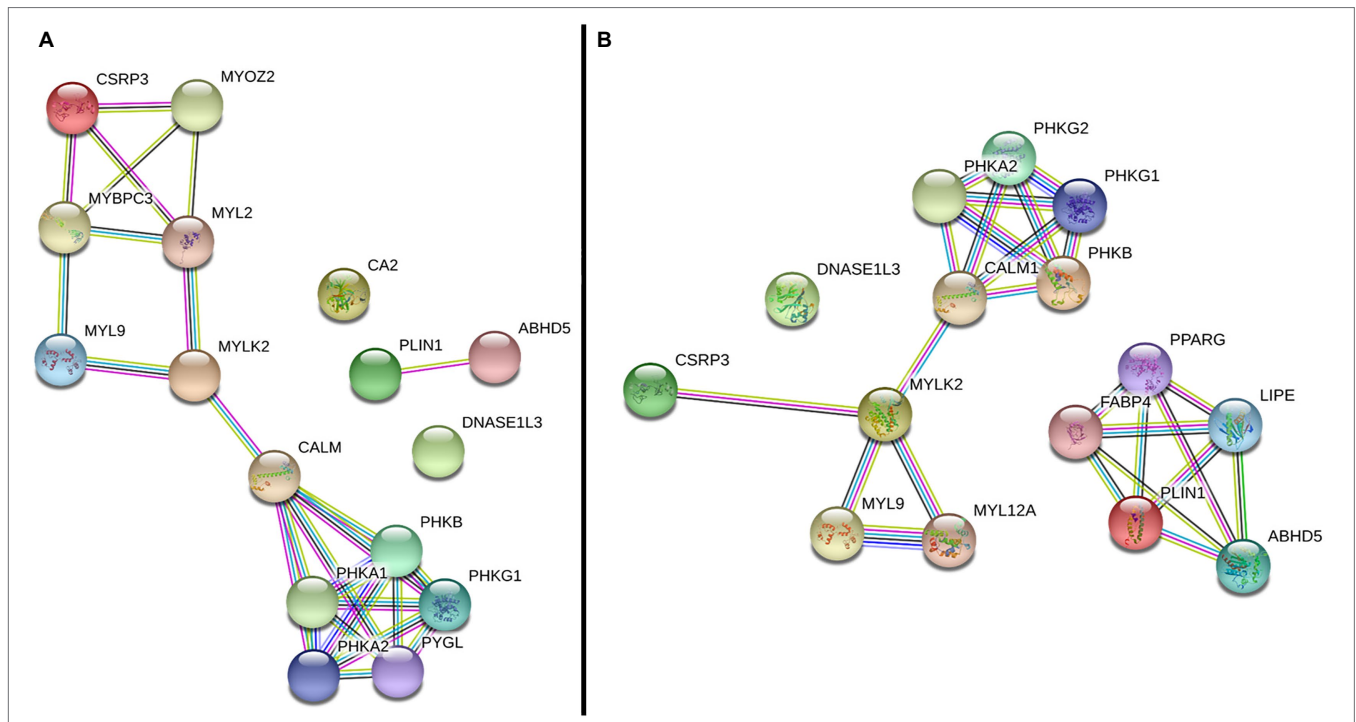 A
CSRP3
MYOZ2
MYBPC3
MYL2
CA2
MYL9
MYLK2
PLIN1
ABHD5
DNASE1L3
CALM
PHKB
PHKA1
PHKG1
PHKA2
PYGL
B
PHKG2
PHKA2
PHKG1
PHKB
CALM1
DNASE1L3
CSRP3
MYLK2
PPARG
FABP4
LIPE
PLIN1
MYL9
MYL12A
ABHD5